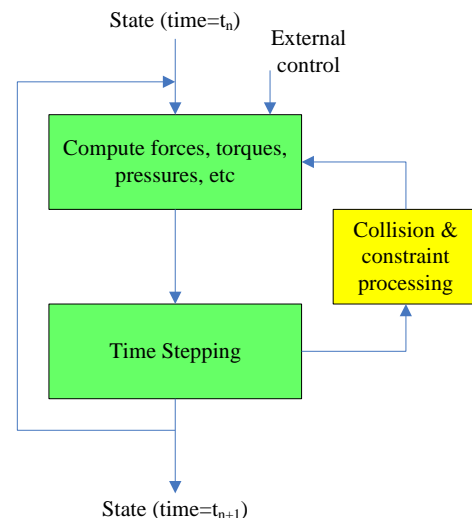 State (time=tₙ)
External
control
Compute forces, torques,
pressures, etc
Collision &
constraint
processing
Time Stepping
State (time=tₙ₊₁)